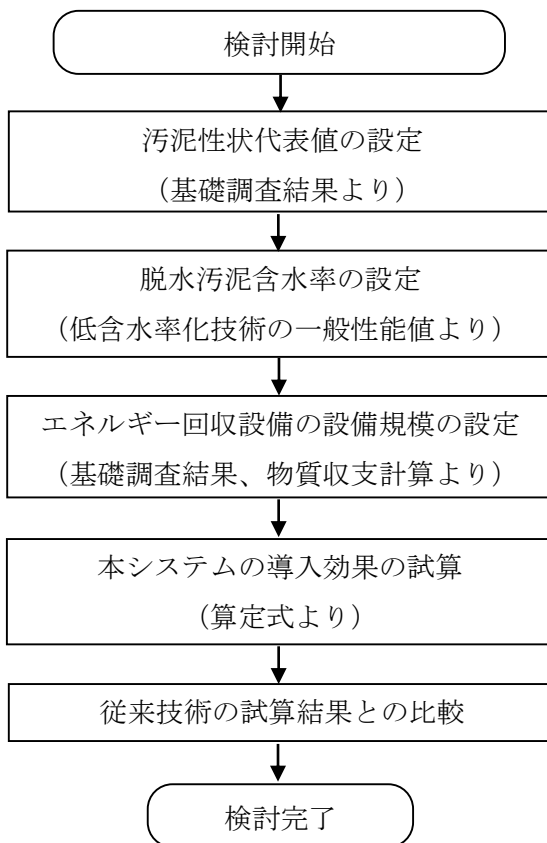 検討開始
汚泥性状代表値の設定
（基礎調査結果より）
脱水汚泥含水率の設定
（低含水率化技術の一般性能値より）
エネルギー回収設備の設備規模の設定
（基礎調査結果、物質収支計算より）
本システムの導入効果の試算
（算定式より）
従来技術の試算結果との比較
検討完了